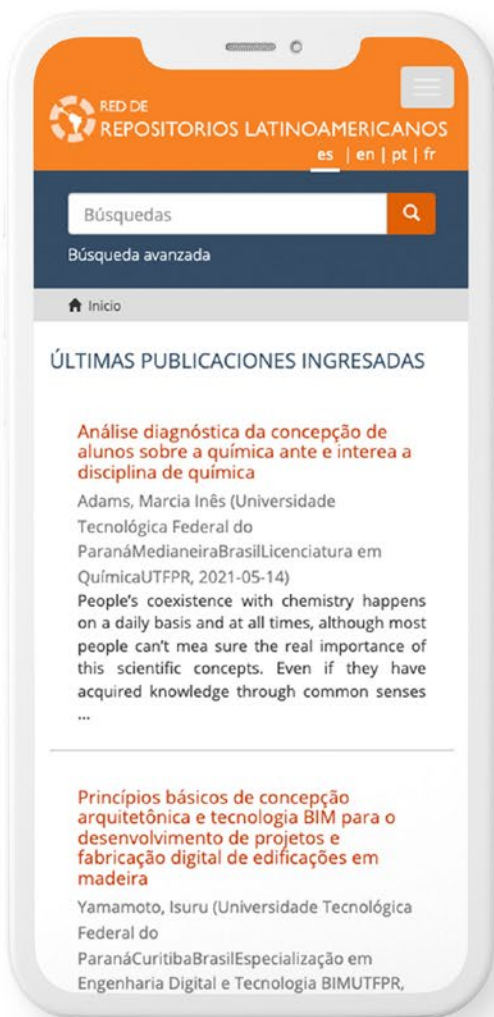 RED DE
REPOSITORIOS LATINOAMERICANOS
es | en | pt | fr
Búsquedas
Búsqueda avanzada
Inicio
ÚLTIMAS PUBLICACIONES INGRESADAS
Análise diagnóstica da concepção de
alunos sobre a química ante e interea a
disciplina de química
Adams, Marcia Inês (Universidade
Tecnológica Federal do
ParanáMedianeiraBrasilLicenciatura em
QuímicaUTFPR, 2021-05-14)
People's coexistence with chemistry happens
on a daily basis and at all times, although most
people can't mea sure the real importance of
this scientific concepts. Even if they have
acquired knowledge through common senses
...
Princípios básicos de concepção
arquitetônica e tecnologia BIM para o
desenvolvimento de projetos e
fabricação digital de edificações em
madeira
Yamamoto, Isuru (Universidade Tecnológica
Federal do
ParanáCuritibaBrasilEspecialização em
Engenharia Digital e Tecnologia BIMUTFPR,